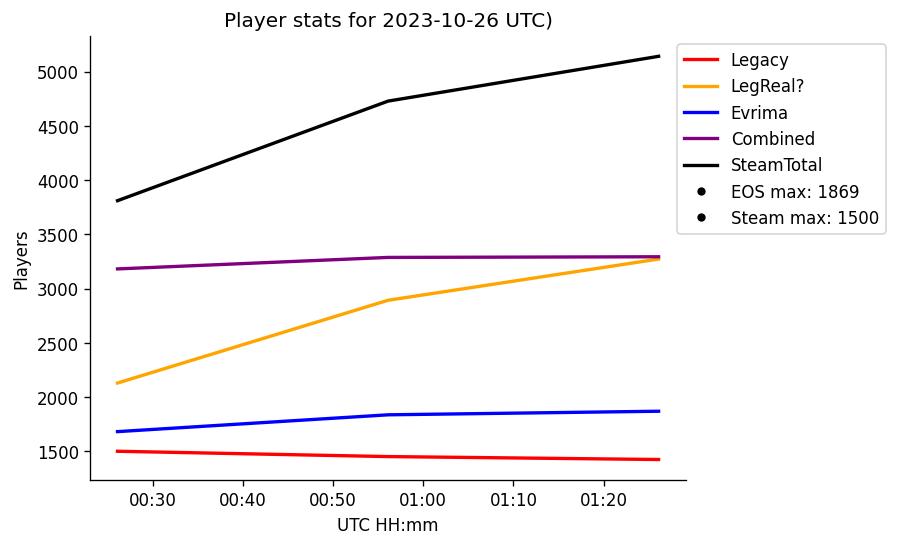 Player stats for 2023-10-26 UTC)
Players
5000
4500
4000
3500
3000
2500
2000
1500
00:30 00:40 00:50 01:00 01:10 01:20
UTC HH:mm
Legacy
LegReal?
Evrima
Combined
SteamTotal
EOS max: 1869
Steam max: 1500